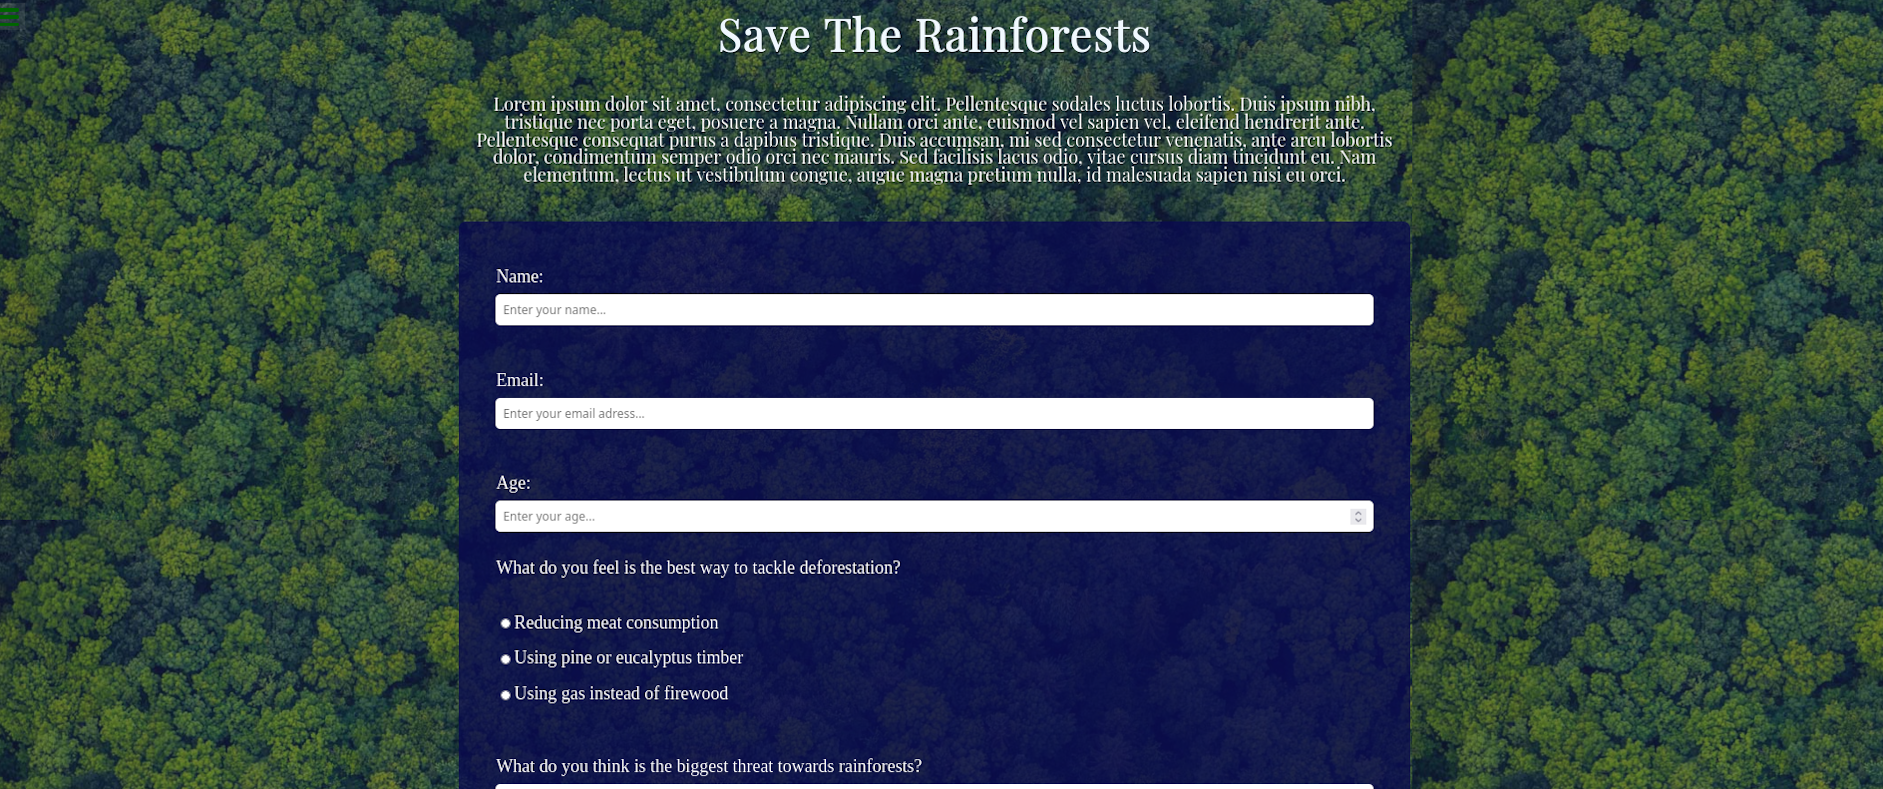 Save The Rainforests
Lorem ipsum dolor sit amet, consectetur adipiscing elit. Pellentesque sodales luctus lobortis. Duis ipsum nibh,
tristique nec porta eget, posuere a magna. Nullam orci ante, euismod vel sapien vel, eleifend hendrerit ante.
Pellentesque consequat purus a dapibus tristique. Duis accumsan, mi sed consectetur venenatis, ante arcu lobortis
dolor, condimentum semper odio orci nec mauris. Sed facilisis lacus odio, vitae cursus diam tincidunt eu. Nam
elementum, lectus ut vestibulum congue, augue magna pretium nulla, id malesuada sapien nisi eu orci.
Name:
Enter your name...
Email:
Enter your email adress...
Age:
Enter your age...
What do you feel is the best way to tackle deforestation?
Reducing meat consumption
Using pine or eucalyptus timber
Using gas instead of firewood
What do you think is the biggest threat towards rainforests?